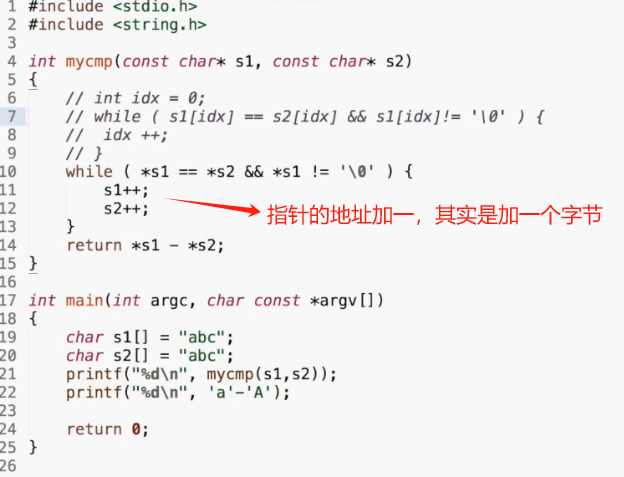 1 #include <stdio.h>
2 #include <string.h>
3
4 int mycmp(const char* s1, const char* s2)
5 {
6     // int idx = 0;
7     // while ( s1[idx] == s2[idx] && s1[idx]!= '\0' ) {
8     //  idx ++;
9     // }
10     while ( *s1 == *s2 && *s1 != '\0' ) {
11         s1++;
指针的地址加一，其实是加一个字节
12         s2++;
13     }
14     return *s1 - *s2;
15 }
16
17 int main(int argc, char const *argv[])
18 {
19     char s1[] = "abc";
20     char s2[] = "abc";
21     printf("%d\n", mycmp(s1,s2));
22     printf("%d\n", 'a'-'A');
23
24     return 0;
25 }
26